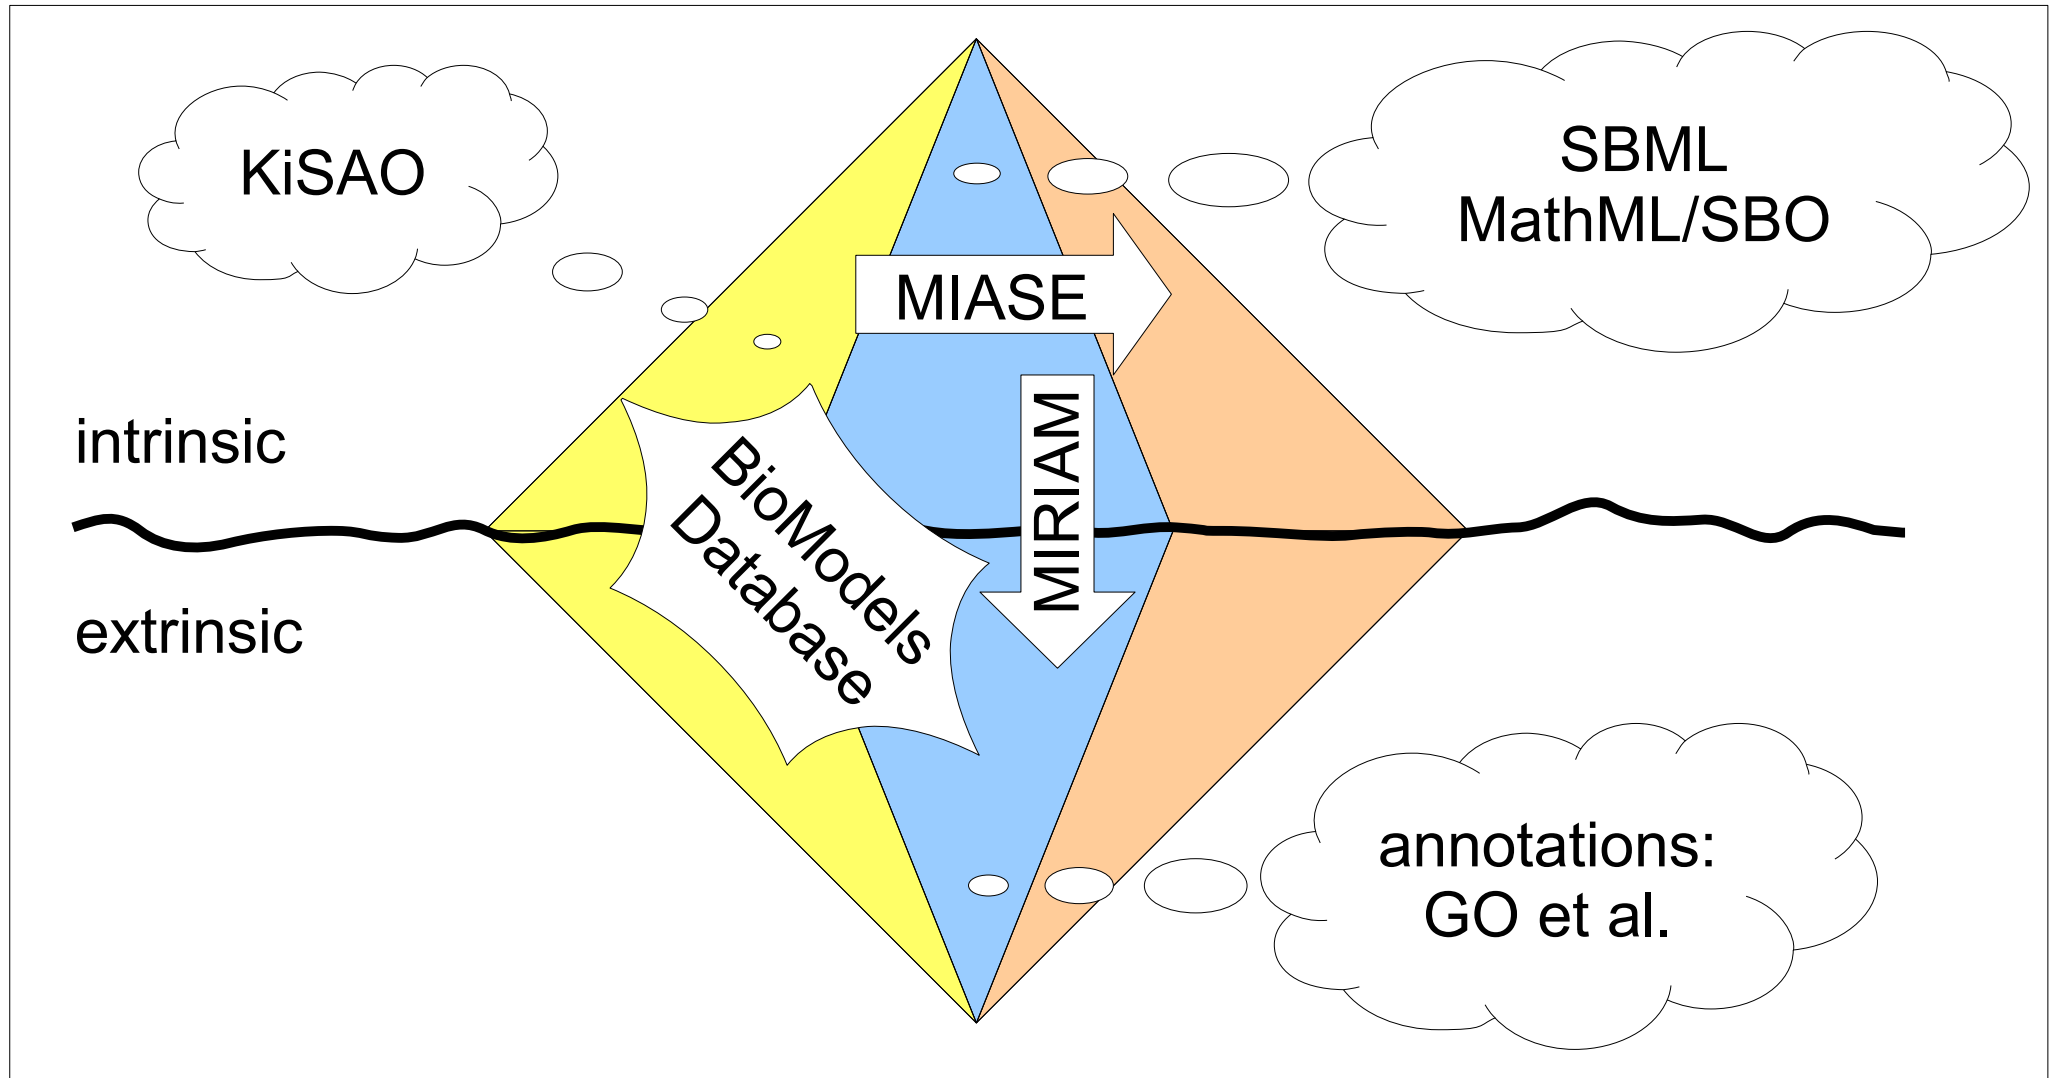 KiSAO
SBML
MathML/SBO
MIASE
intrinsic
MIRIAM
BioModels
Database
extrinsic
annotations:
GO et al.